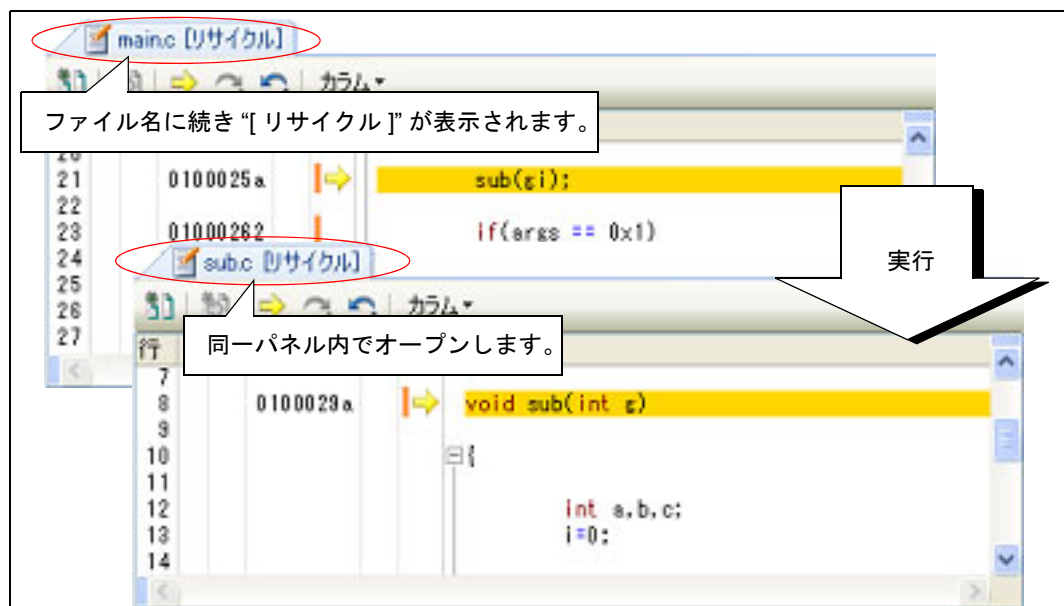 main.c [リサイクル]
カラム
ファイル名に続き “[ リサイクル ]” が表示されます。
20
21 0100025a sub(gi);
22
23 01000262 if(args == 0x1)
24
25
26
27
実行
sub.c [リサイクル]
カラム
同一パネル内でオープンします。
行
7
8 0100029a void sub(int g)
9
10 {
11
12 int a,b,c;
13 i=0;
14